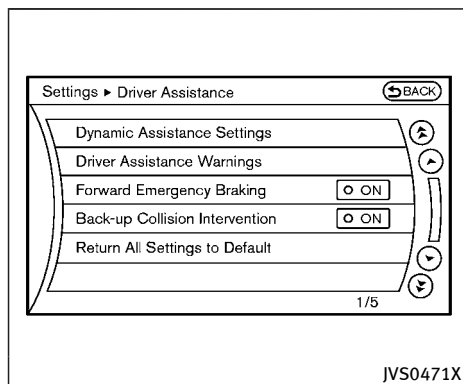 Settings ▸ Driver Assistance BACK
Dynamic Assistance Settings
Driver Assistance Warnings
Forward Emergency Braking ON
Back-up Collision Intervention ON
Return All Settings to Default
1/5
JVS0471X